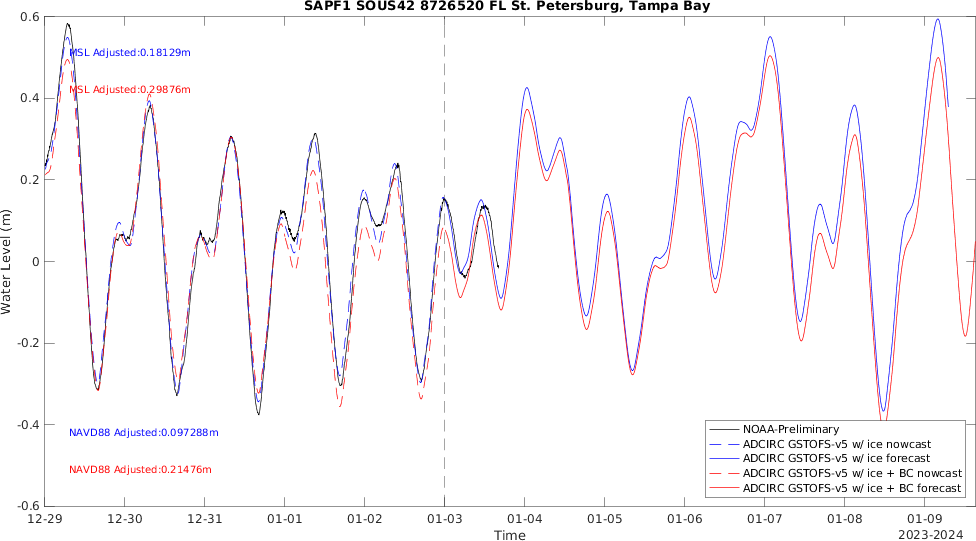 SAPF1 SOUS42 8726520 FL St. Petersburg, Tampa Bay
0.6
MSL Adjusted:0.18129m
MSL Adjusted:0.29876m
0.4
0.2
Water Level (m)
0
-0.2
-0.4
NAVD88 Adjusted:0.097288m
NAVD88 Adjusted:0.21476m
NOAA-Preliminary
ADCIRC GSTOFS-v5 w/ ice nowcast
ADCIRC GSTOFS-v5 w/ ice forecast
ADCIRC GSTOFS-v5 w/ ice + BC nowcast
ADCIRC GSTOFS-v5 w/ ice + BC forecast
-0.6
12-29 12-30 12-31 01-01 01-02 01-03 01-04 01-05 01-06 01-07 01-08 01-09
Time 2023-2024